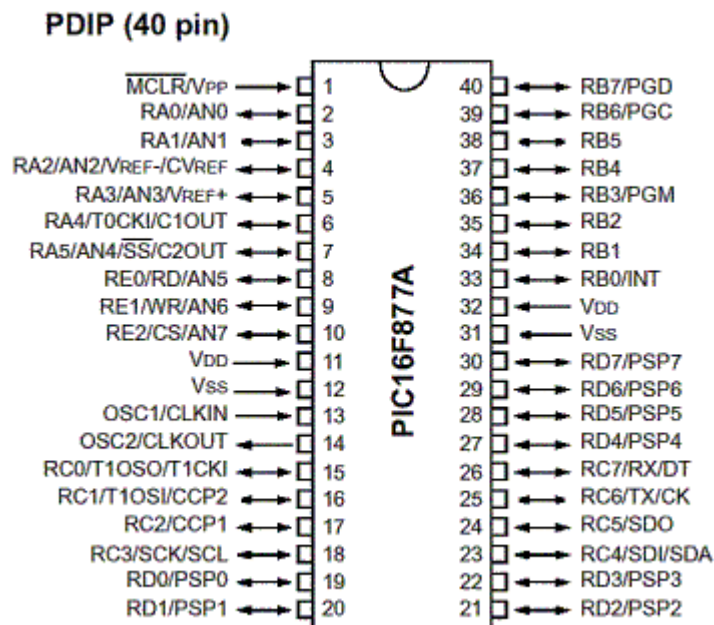 PDIP (40 pin)
MCLR/VPP 1 40 RB7/PGD
RA0/AN0 2 39 RB6/PGC
RA1/AN1 3 38 RB5
RA2/AN2/VREF-/CVREF 4 37 RB4
RA3/AN3/VREF+ 5 36 RB3/PGM
RA4/T0CKI/C1OUT 6 35 RB2
RA5/AN4/SS/C2OUT 7 34 RB1
RE0/RD/AN5 8 33 RB0/INT
RE1/WR/AN6 9 32 VDD
RE2/CS/AN7 10 31 VSS
VDD 11 30 RD7/PSP7
VSS 12 29 RD6/PSP6
OSC1/CLKIN 13 28 RD5/PSP5
OSC2/CLKOUT 14 27 RD4/PSP4
RC0/T1OSO/T1CKI 15 26 RC7/RX/DT
RC1/T1OSI/CCP2 16 25 RC6/TX/CK
RC2/CCP1 17 24 RC5/SDO
RC3/SCK/SCL 18 23 RC4/SDI/SDA
RD0/PSP0 19 22 RD3/PSP3
RD1/PSP1 20 21 RD2/PSP2
PIC16F877A